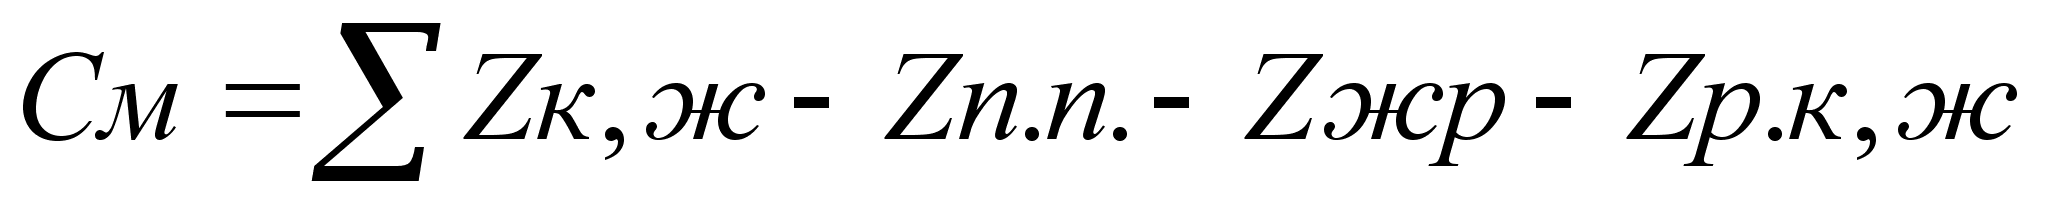 См = ∑ Zк,ж - Zп.п. - Zжр - Zр.к,ж